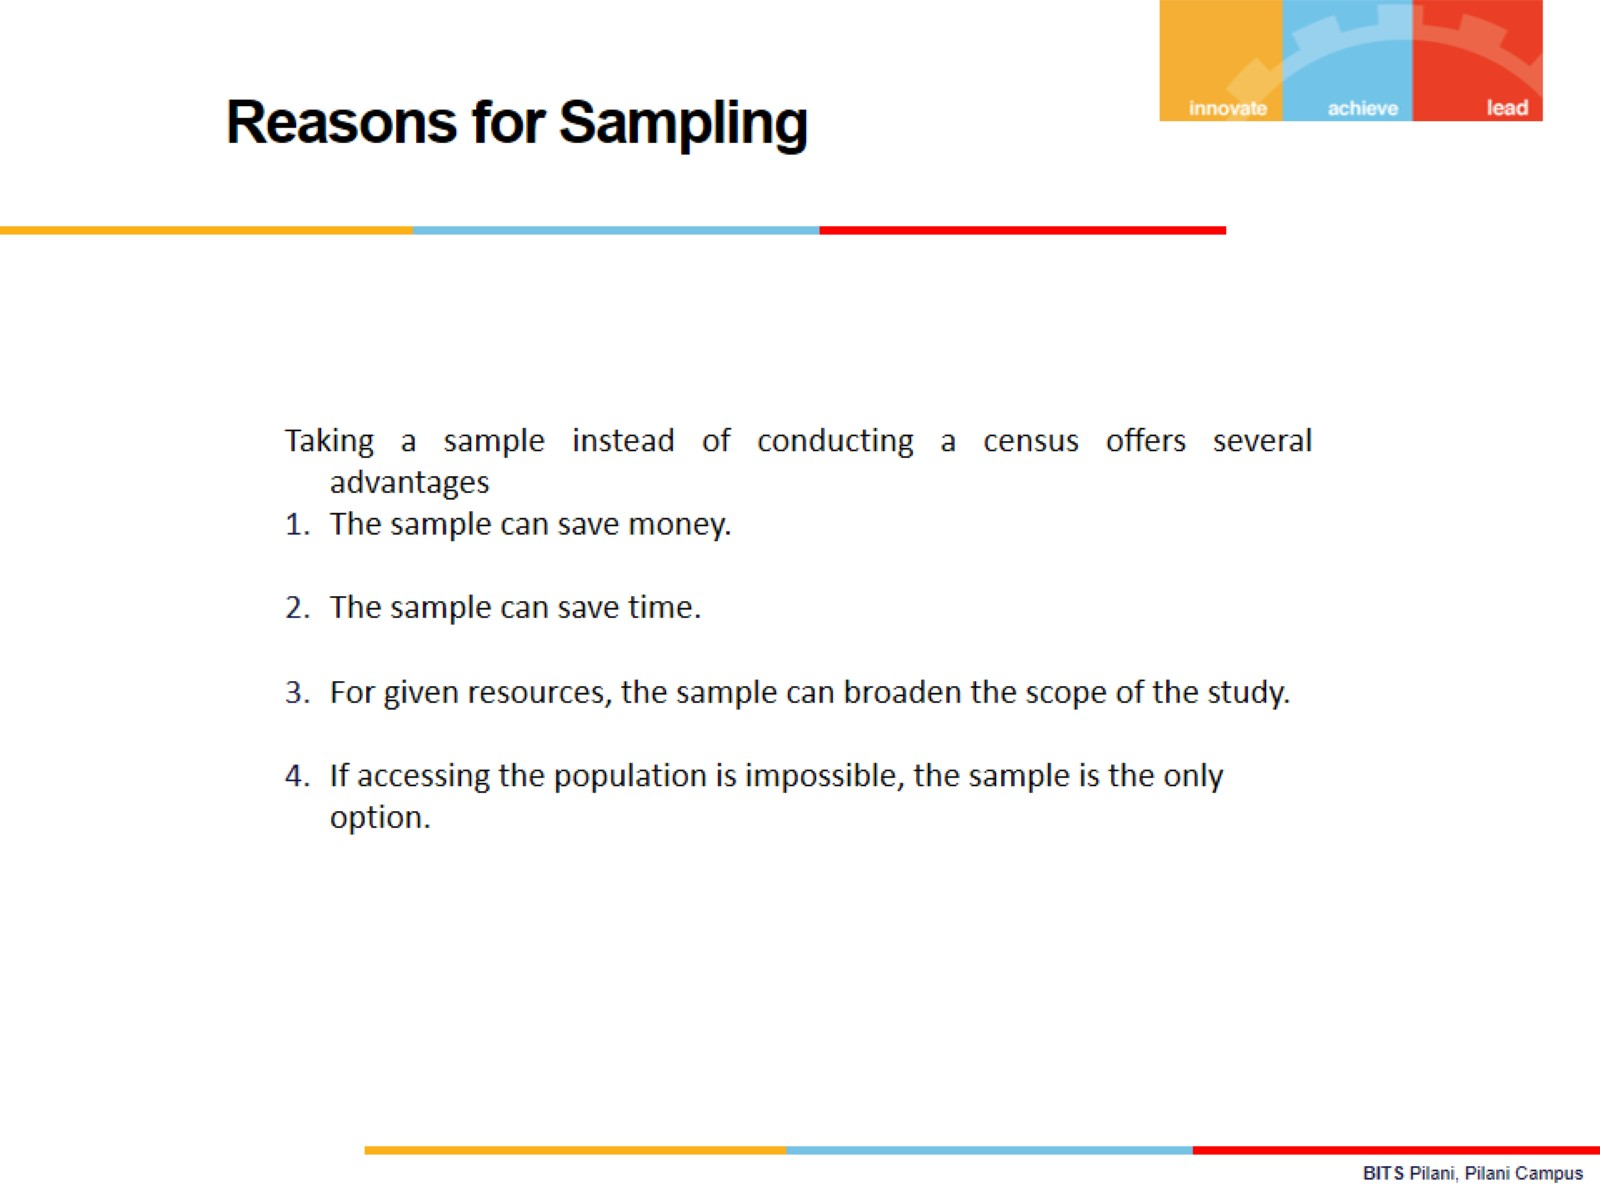 innovate achieve lead
Reasons for Sampling
Taking a sample instead of conducting a census offers several
advantages
1. The sample can save money.
2. The sample can save time.
3. For given resources, the sample can broaden the scope of the study.
4. If accessing the population is impossible, the sample is the only
option.
BITS Pilani, Pilani Campus